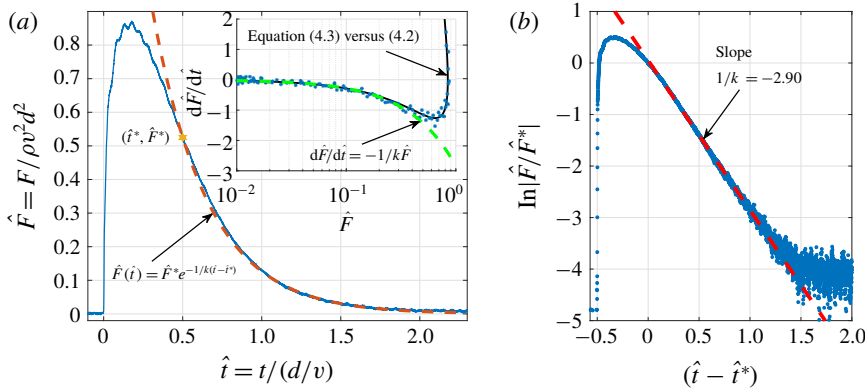 (a)
0.8
0.7
0.6
0.5
0.4
0.3
0.2
0.1
0
F̂ = F/ρv²d²
0
0.5
1.0
1.5
2.0
t̂ = t/(d/v)
(t̂*, F̂*)
F̂(t̂) = F̂*e^{-1/k(t̂-t̂*)}
2
1
0
−1
−2
−3
dF̂/dt̂
Equation (4.3) versus (4.2)
dF̂/dt̂ = −1/kF̂
10⁻²
10⁻¹
10⁰
F̂
(b)
1
0
−1
−2
−3
−4
−5
In|F̂/F̂*|
Slope
1/k = −2.90
−0.5
0
0.5
1.0
1.5
2.0
(t̂ − t̂*)